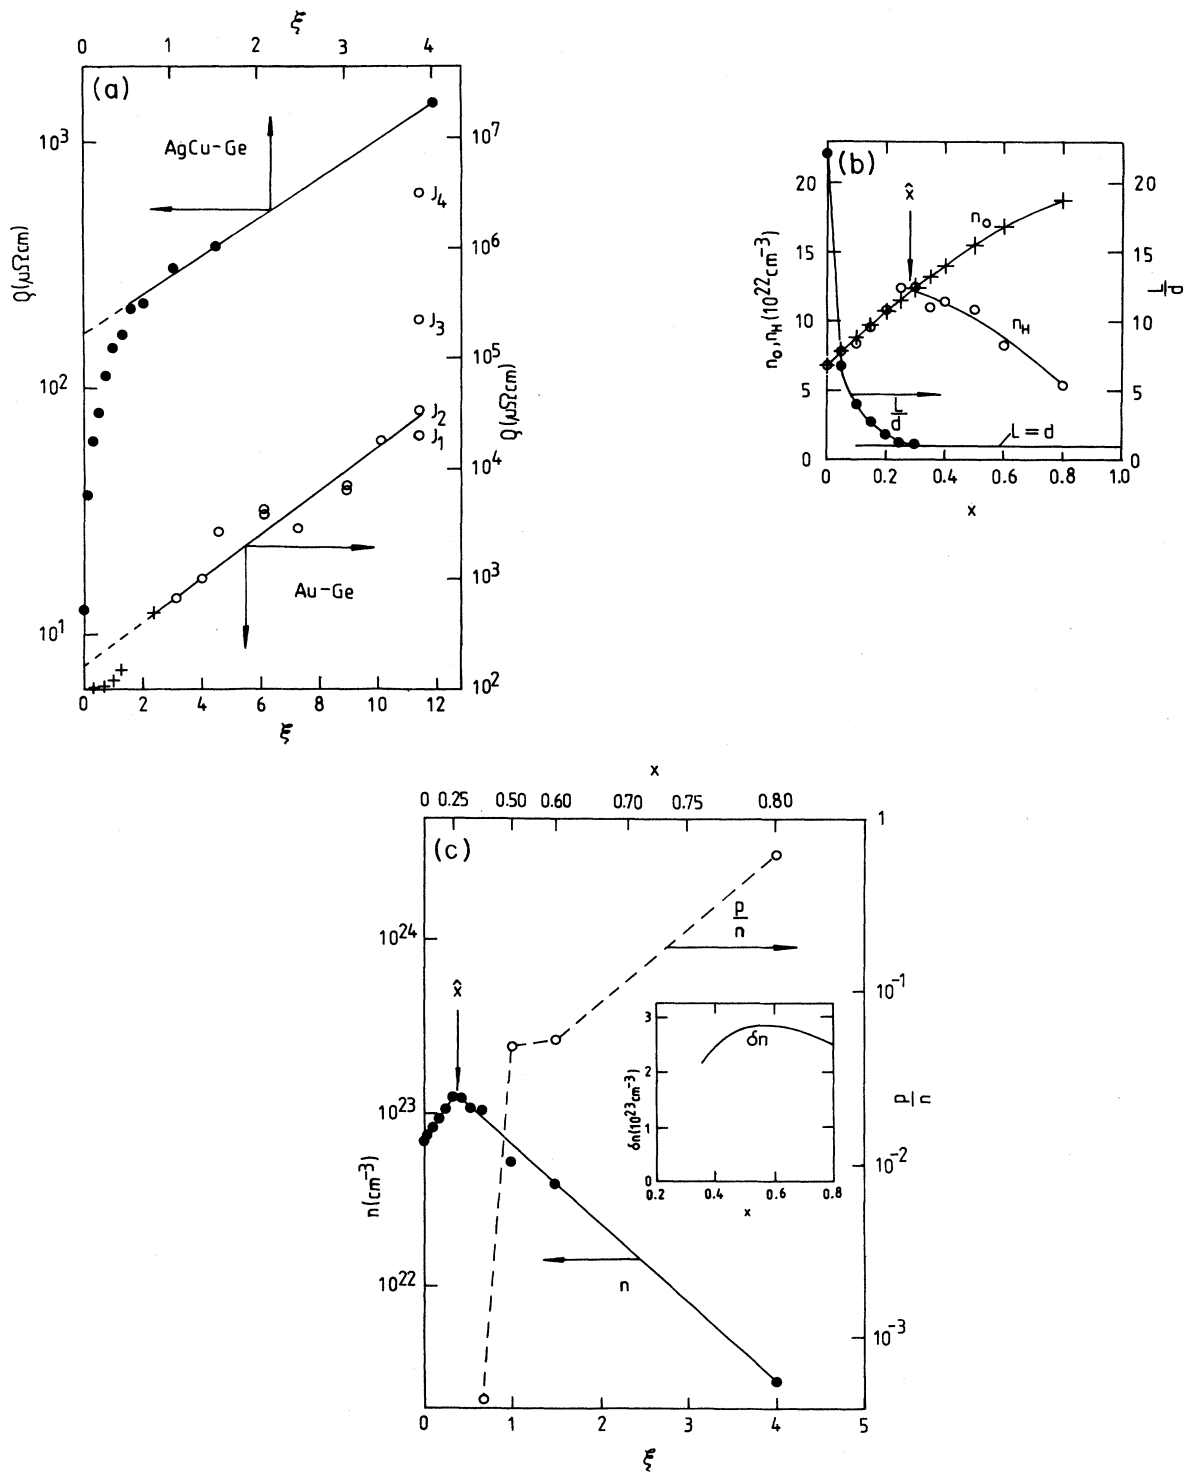 ξ
0 1 2 3 4
(a)
10³
AgCu-Ge
10⁷
J₄
ρ(μΩcm)
10⁶
J₃
10⁵
10²
J₂
J₁
ρ(μΩcm)
10⁴
Au-Ge
10³
10¹
10²
0 2 4 6 8 10 12
ξ
(b)
20
15
10
5
0
n₀,n_H(10²²cm⁻³)
x̂
n₀
n_H
L/d
L=d
20
15
10
5
0
L/d
0 0.2 0.4 0.6 0.8 1.0
x
x
0 0.25 0.50 0.60 0.70 0.75 0.80
(c)
1
10²⁴
p/n
x̂
10⁻¹
10²³
n(cm⁻³)
3
2
1
0
δn(10²³cm⁻³)
δn
0.2 0.4 0.6 0.8
x
p/n
10⁻²
10²²
n
10⁻³
0 1 2 3 4 5
ξ